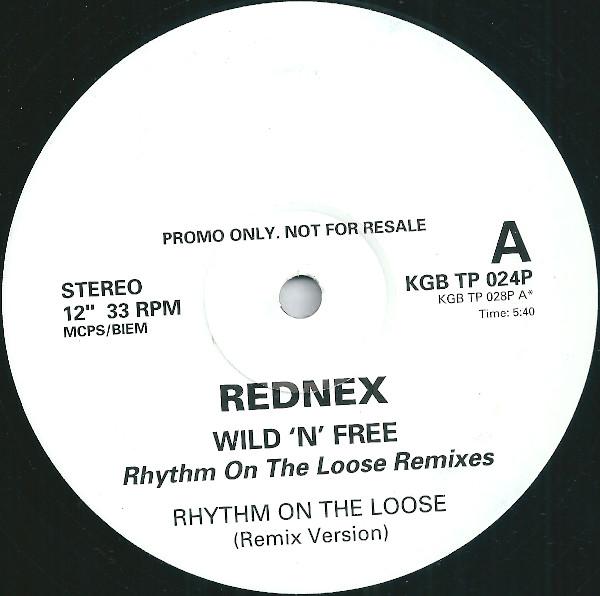 PROMO ONLY. NOT FOR RESALE
A
STEREO
12" 33 RPM
MCPS/BIEM
KGB TP 024P
KGB TP 028P A*
Time: 5:40
REDNEX
WILD 'N' FREE
Rhythm On The Loose Remixes
RHYTHM ON THE LOOSE
(Remix Version)